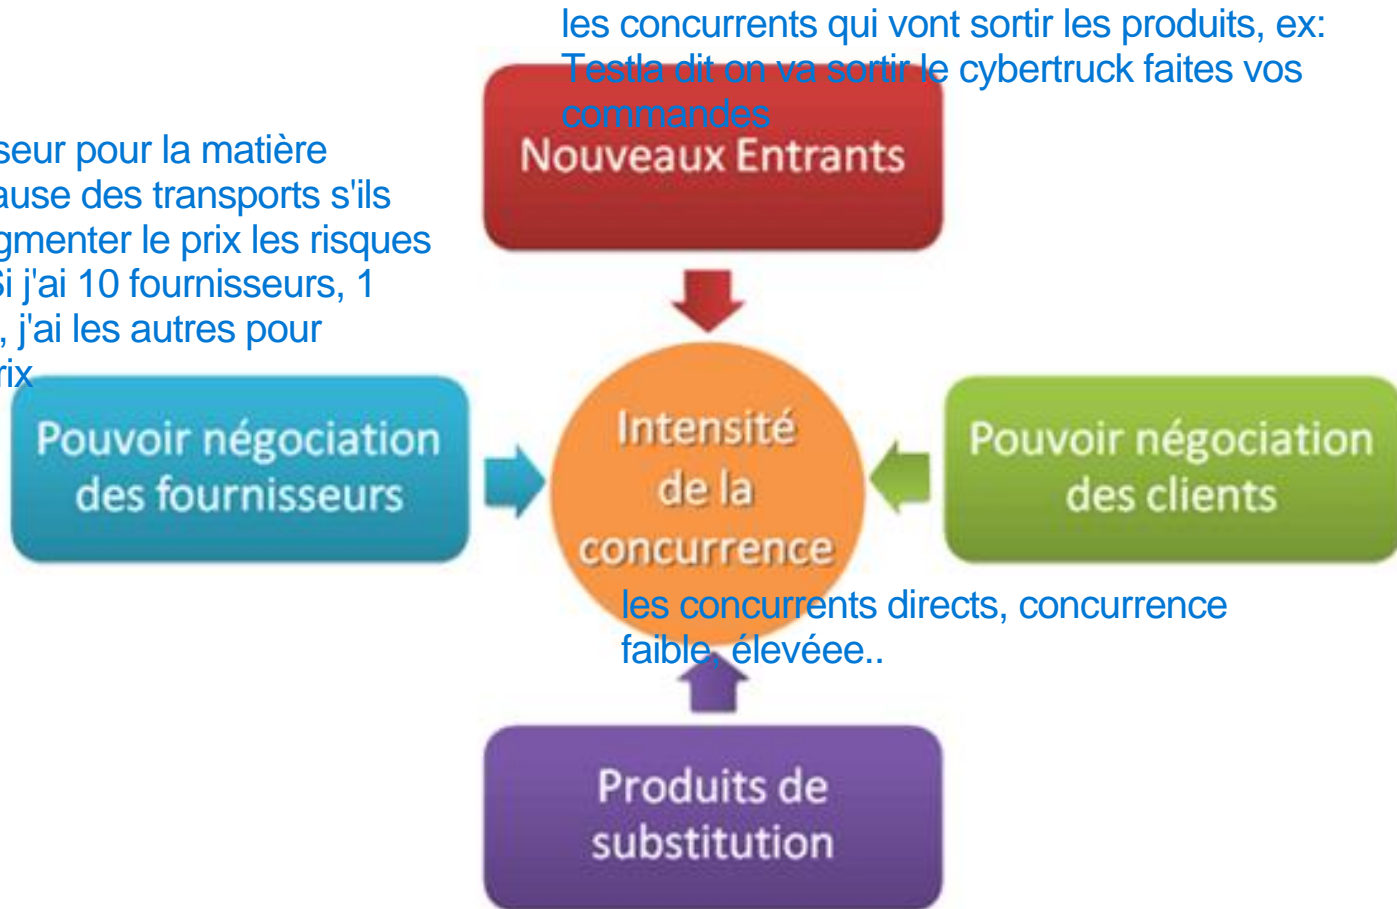 les concurrents qui vont sortir les produits, ex:
Testla dit on va sortir le cybertruck faites vos
commandes
Nouveaux Entrants
seur pour la matière
ause des transports s'ils
gmenter le prix les risques
Si j'ai 10 fournisseurs, 1
, j'ai les autres pour
rix
Pouvoir négociation
des fournisseurs
Intensité
de la
concurrence
Pouvoir négociation
des clients
les concurrents directs, concurrence
faible, élevéee..
Produits de
substitution